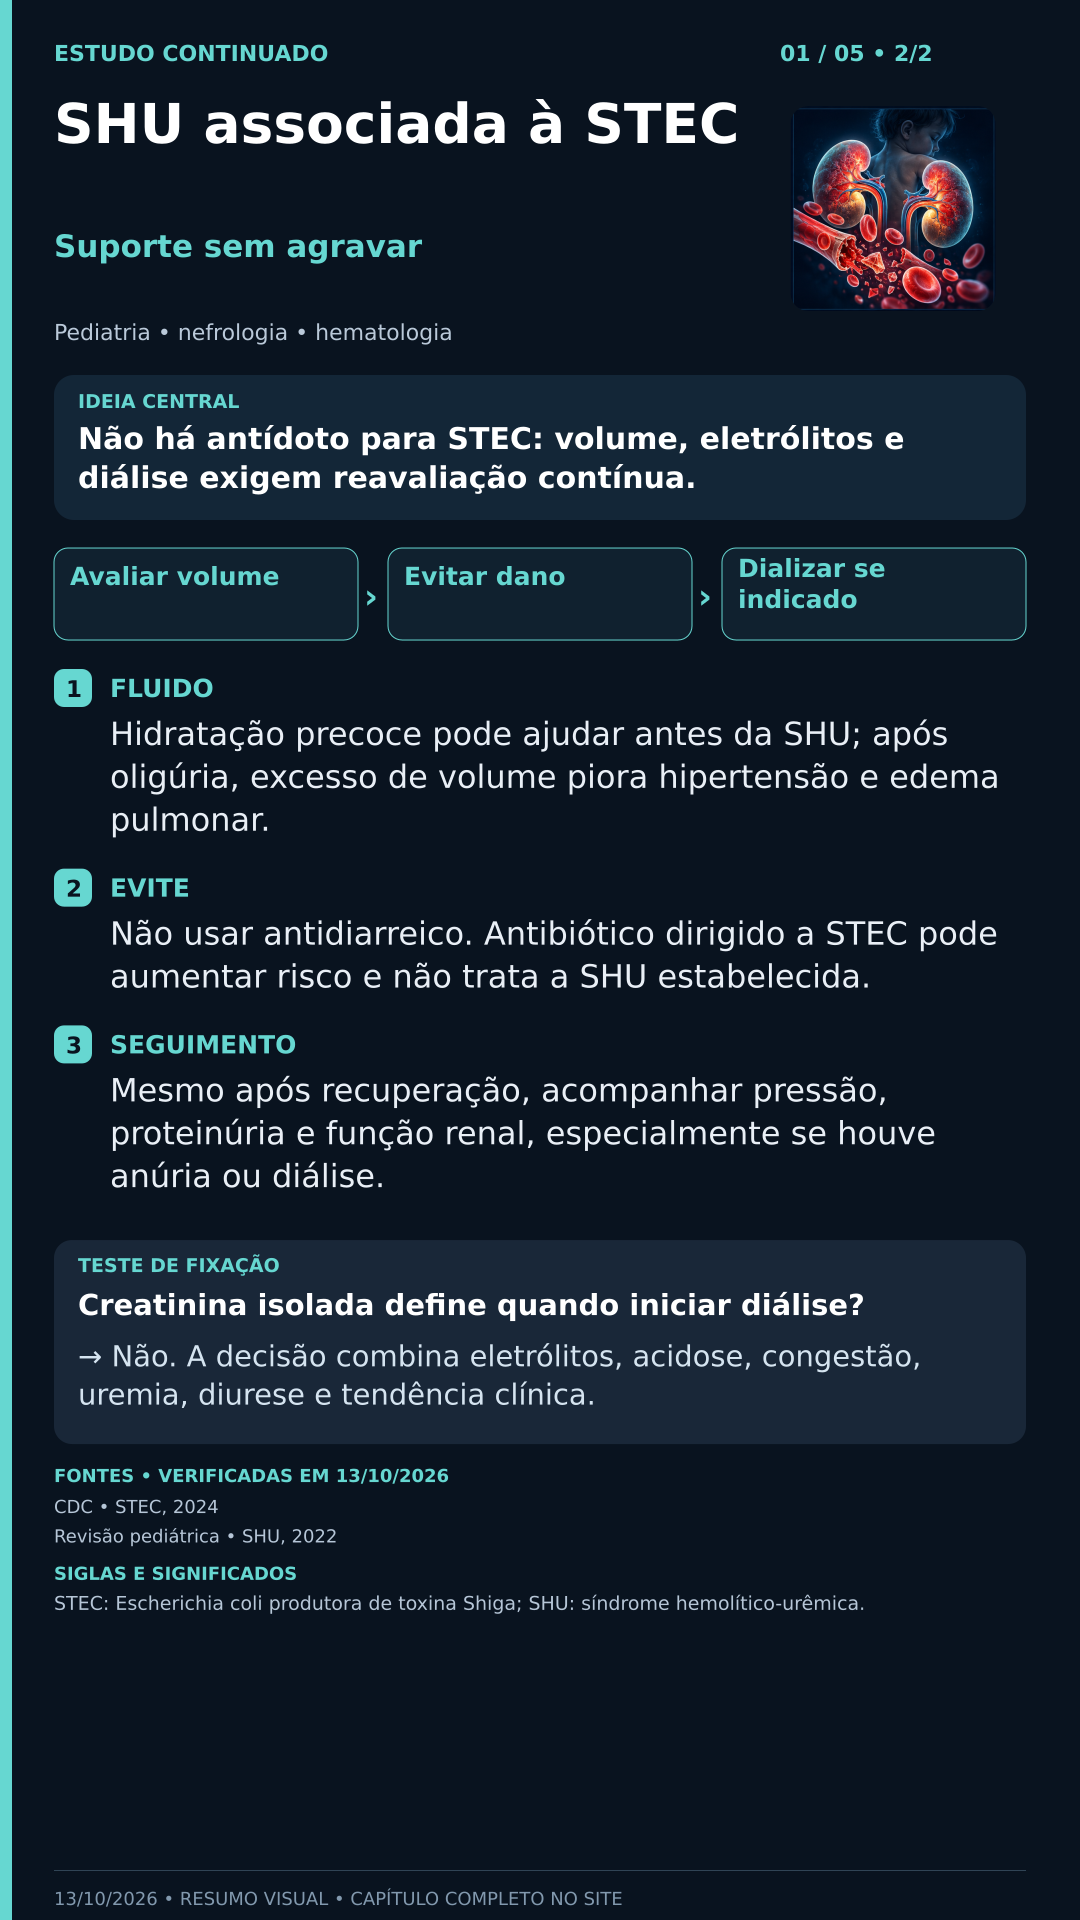 ESTUDO CONTINUADO
01 / 05 • 2/2
SHU associada à STEC
Suporte sem agravar
Pediatria • nefrologia • hematologia
IDEIA CENTRAL
Não há antídoto para STEC: volume, eletrólitos e
diálise exigem reavaliação contínua.
Avaliar volume
›
Evitar dano
›
Dializar se
indicado
1 FLUIDO
Hidratação precoce pode ajudar antes da SHU; após
oligúria, excesso de volume piora hipertensão e edema
pulmonar.
2 EVITE
Não usar antidiarreico. Antibiótico dirigido a STEC pode
aumentar risco e não trata a SHU estabelecida.
3 SEGUIMENTO
Mesmo após recuperação, acompanhar pressão,
proteinúria e função renal, especialmente se houve
anúria ou diálise.
TESTE DE FIXAÇÃO
Creatinina isolada define quando iniciar diálise?
→ Não. A decisão combina eletrólitos, acidose, congestão,
uremia, diurese e tendência clínica.
FONTES • VERIFICADAS EM 13/10/2026
CDC • STEC, 2024
Revisão pediátrica • SHU, 2022
SIGLAS E SIGNIFICADOS
STEC: Escherichia coli produtora de toxina Shiga; SHU: síndrome hemolítico-urêmica.
13/10/2026 • RESUMO VISUAL • CAPÍTULO COMPLETO NO SITE